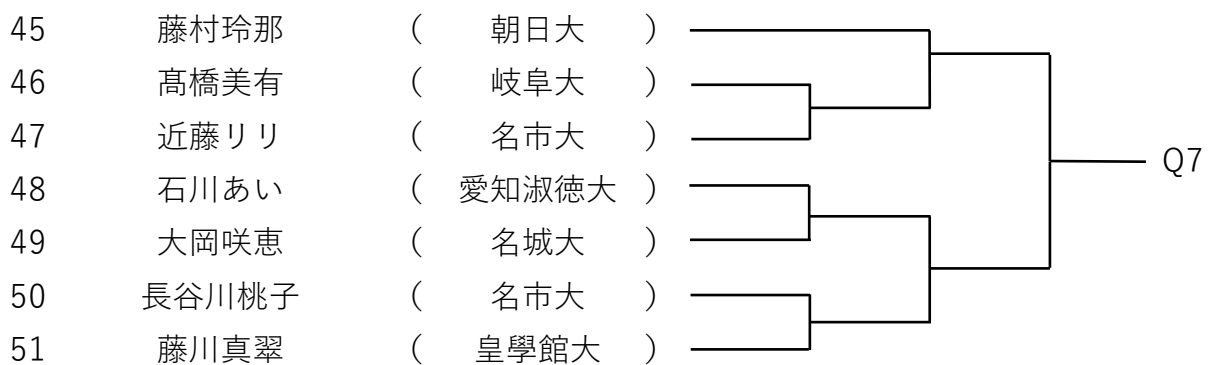 45 藤村玲那 ( 朝日大 )
46 髙橋美有 ( 岐阜大 )
47 近藤リリ ( 名市大 )
48 石川あい ( 愛知淑徳大 )
Q7
49 大岡咲恵 ( 名城大 )
50 長谷川桃子 ( 名市大 )
51 藤川真翠 ( 皇學館大 )